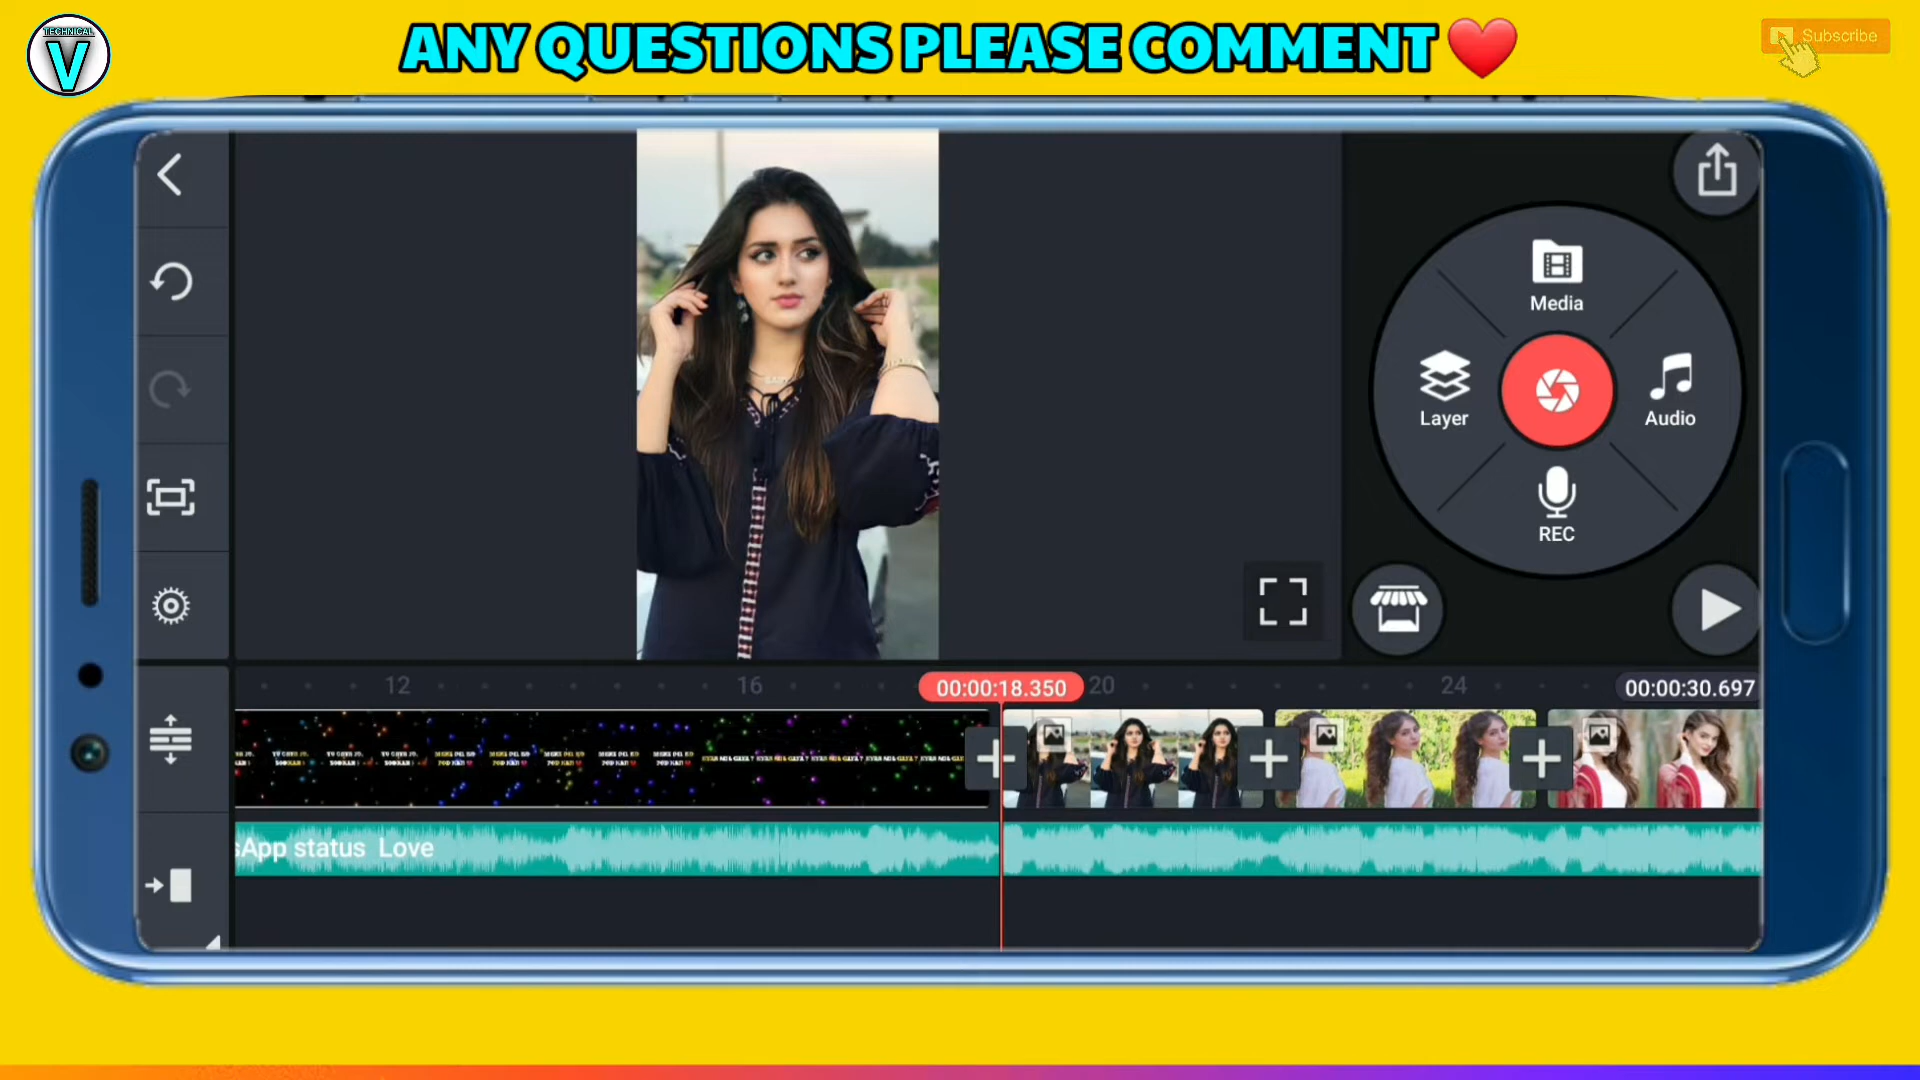 TECHNICAL
V
ANY QUESTIONS PLEASE COMMENT ❤️
Subscribe
Media
Layer
Audio
REC
12
16
00:00:18.350
20
24
00:00:30.697
sApp status Love